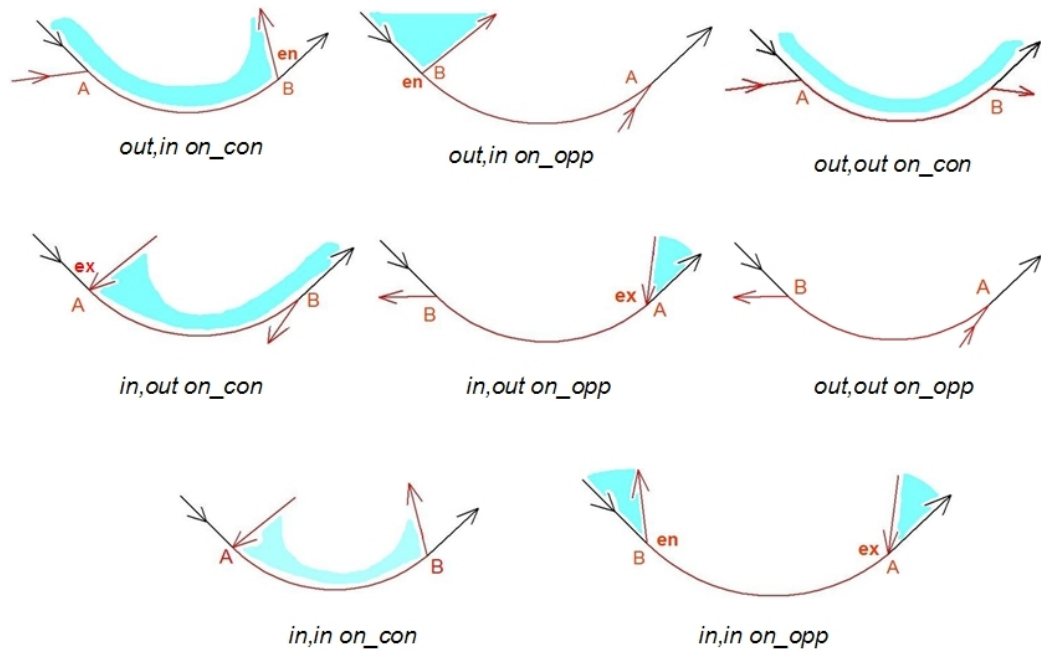 en
A
B
out,in on_con
B
en
A
out,in on_opp
A
B
out,out on_con
ex
A
B
in,out on_con
B
ex
A
in,out on_opp
B
A
out,out on_opp
A
B
in,in on_con
en
B
ex
A
in,in on_opp